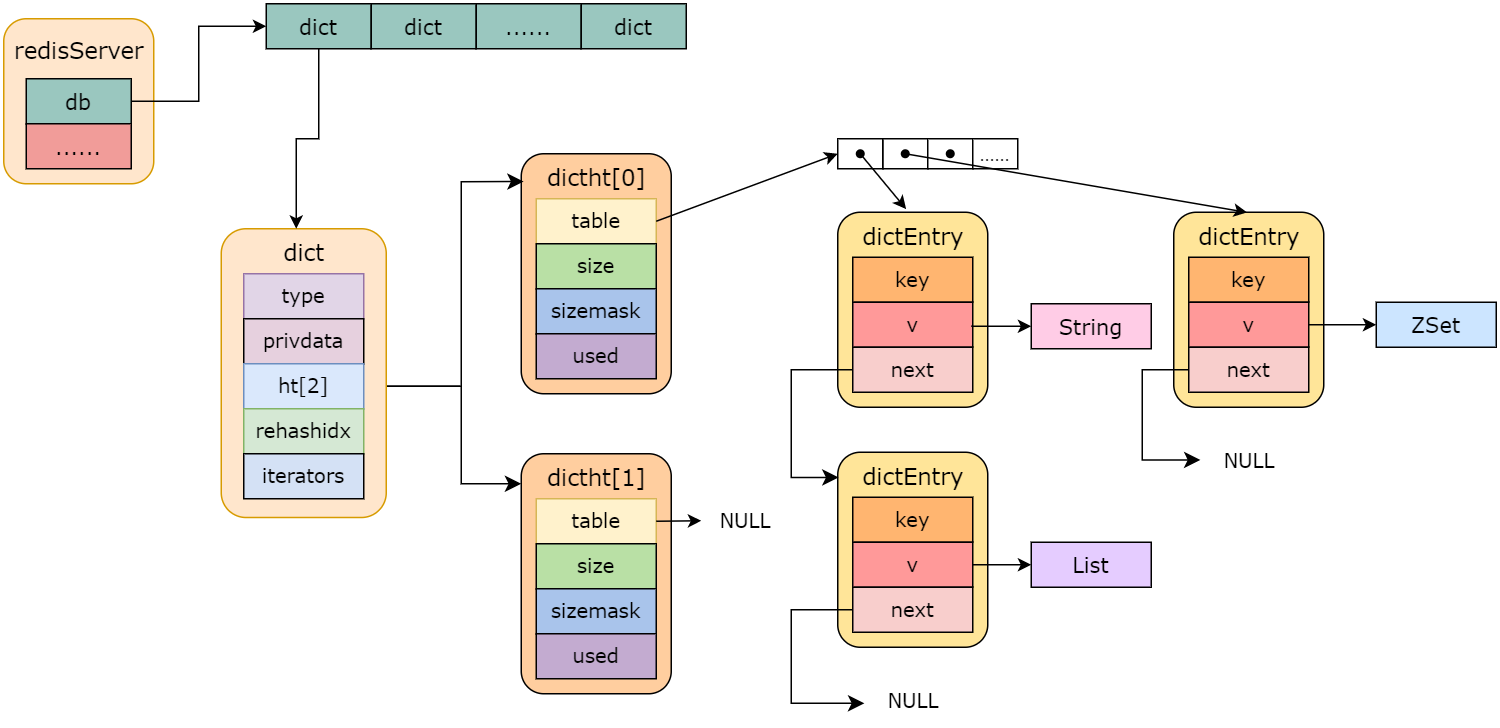 redisServer
db
......
dict
dict
......
dict
dict
type
privdata
ht[2]
rehashidx
iterators
dictht[0]
table
size
sizemask
used
dictht[1]
table
size
sizemask
used
NULL
......
dictEntry
key
v
next
String
dictEntry
key
v
next
ZSet
NULL
dictEntry
key
v
next
List
NULL